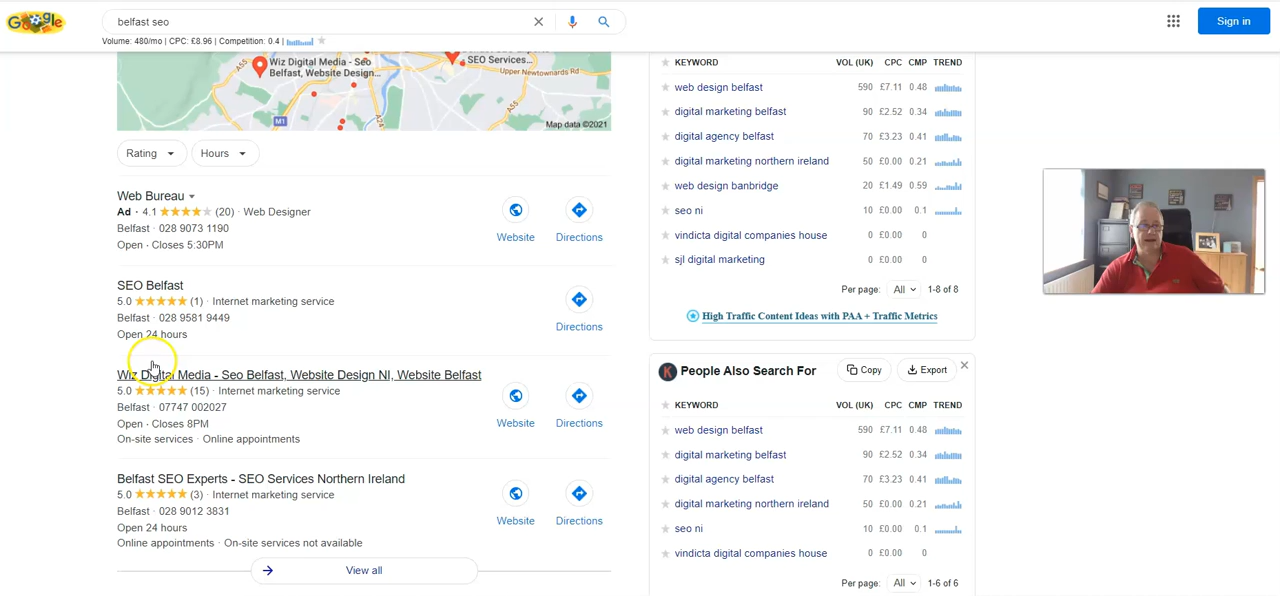 Google
belfast seo
Sign in
Volume: 480/mo | CPC: £8.96 | Competition: 0.4 |
Wiz Digital Media - Seo
Belfast, Website Design...
SEO Services...
Upper Newtownards Rd
A55
A55
A24
M1
Map data ©2021
Rating
Hours
Web Bureau
Ad · 4.1 (20) · Web Designer
Belfast · 028 9073 1190
Open · Closes 5:30PM
Website
Directions
SEO Belfast
5.0 (1) · Internet marketing service
Belfast · 028 9581 9449
Open 24 hours
Directions
Wiz Digital Media - Seo Belfast, Website Design NI, Website Belfast
5.0 (15) · Internet marketing service
Belfast · 07747 002027
Open · Closes 8PM
On-site services · Online appointments
Website
Directions
Belfast SEO Experts - SEO Services Northern Ireland
5.0 (3) · Internet marketing service
Belfast · 028 9012 3831
Open 24 hours
Online appointments · On-site services not available
Website
Directions
View all
KEYWORD VOL (UK) CPC CMP TREND
web design belfast 590 £7.11 0.48
digital marketing belfast 90 £2.52 0.34
digital agency belfast 70 £3.23 0.41
digital marketing northern ireland 50 £0.00 0.21
web design banbridge 20 £1.49 0.59
seo ni 10 £0.00 0.1
vindicta digital companies house 0 £0.00 0
sjl digital marketing 0 £0.00 0
Per page: All 1-8 of 8
High Traffic Content Ideas with PAA + Traffic Metrics
K People Also Search For
Copy
Export
KEYWORD VOL (UK) CPC CMP TREND
web design belfast 590 £7.11 0.48
digital marketing belfast 90 £2.52 0.34
digital agency belfast 70 £3.23 0.41
digital marketing northern ireland 50 £0.00 0.21
seo ni 10 £0.00 0.1
vindicta digital companies house 0 £0.00 0
Per page: All 1-6 of 6